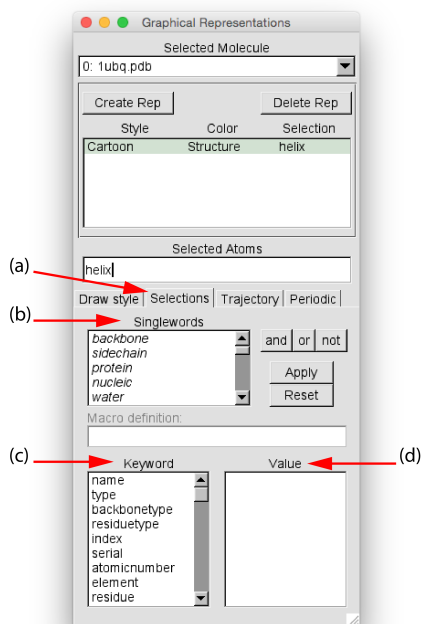 Graphical Representations
Selected Molecule
0: 1ubq.pdb
Create Rep Delete Rep
Style Color Selection
Cartoon Structure helix
Selected Atoms
(a)
helix
Draw style Selections Trajectory Periodic
(b)
Singlewords
backbone
sidechain
protein
nucleic
water
and or not
Apply
Reset
Macro definition:
(c)
Keyword
name
type
backbonetype
residuetype
index
serial
atomicnumber
element
residue
Value
(d)